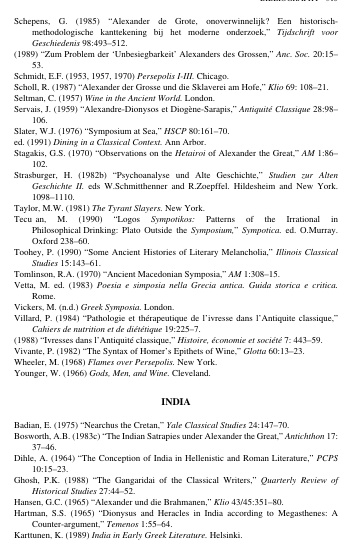 Schepens, G. (1985) “Alexander de Grote, onoverwinnelijk? Een historisch-
methodologische kanttekening bij het moderne onderzoek,” Tijdschrift voor
Geschiedenis 98:493–512.
(1989) “Zum Problem der ‘Unbesiegbarkeit’ Alexanders des Grossen,” Anc. Soc. 20:15–
53.
Schmidt, E.F. (1953, 1957, 1970) Persepolis I-III. Chicago.
Scholl, R. (1987) “Alexander der Grosse und die Sklaverei am Hofe,” Klio 69: 108–21.
Seltman, C. (1957) Wine in the Ancient World. London.
Servais, J. (1959) “Alexandre-Dionysos et Diogène-Sarapis,” Antiquité Classique 28:98–
106.
Slater, W.J. (1976) “Symposium at Sea,” HSCP 80:161–70.
ed. (1991) Dining in a Classical Context. Ann Arbor.
Stagakis, G.S. (1970) “Observations on the Hetairoi of Alexander the Great,” AM 1:86–
102.
Strasburger, H. (1982b) “Psychoanalyse und Alte Geschichte,” Studien zur Alten
Geschichte II. eds W.Schmitthenner and R.Zoepffel. Hildesheim and New York.
1098–1110.
Taylor, M.W. (1981) The Tyrant Slayers. New York.
Tecu an, M. (1990) “Logos Sympotikos: Patterns of the Irrational in
Philosophical Drinking: Plato Outside the Symposium,” Sympotica. ed. O.Murray.
Oxford 238–60.
Toohey, P. (1990) “Some Ancient Histories of Literary Melancholia,” Illinois Classical
Studies 15:143–61.
Tomlinson, R.A. (1970) “Ancient Macedonian Symposia,” AM 1:308–15.
Vetta, M. ed. (1983) Poesia e simposio nella Grecia antica. Guida storica e critica.
Rome.
Vickers, M. (n.d.) Greek Symposia. London.
Villard, P. (1984) “Pathologie et thérapeutique de l’ivresse dans l’Antiquite classique,”
Cahiers de nutrition et de diététique 19:225–7.
(1988) “Ivresses dans l’Antiquité classique,” Histoire, économie et société 7: 443–59.
Vivante, P. (1982) “The Syntax of Homer’s Epithets of Wine,” Glotta 60:13–23.
Wheeler, M. (1968) Flames over Persepolis. New York.
Younger, W. (1966) Gods, Men, and Wine. Cleveland.
INDIA
Badian, E. (1975) “Nearchus the Cretan,” Yale Classical Studies 24:147–70.
Bosworth, A.B. (1983c) “The Indian Satrapies under Alexander the Great,” Antichthon 17:
37–46.
Dihle, A. (1964) “The Conception of India in Hellenistic and Roman Literature,” PCPS
10:15–23.
Ghosh, P.K. (1988) “The Gangaridai of the Classical Writers,” Quarterly Review of
Historical Studies 27:44–52.
Hansen, G.C. (1965) “Alexander und die Brahmanen,” Klio 43/45:351–80.
Hartman, S.S. (1965) “Dionysus and Heracles in India according to Megasthenes: A
Counter-argument,” Temenos 1:55–64.
Karttunen, K. (1989) India in Early Greek Literature. Helsinki.